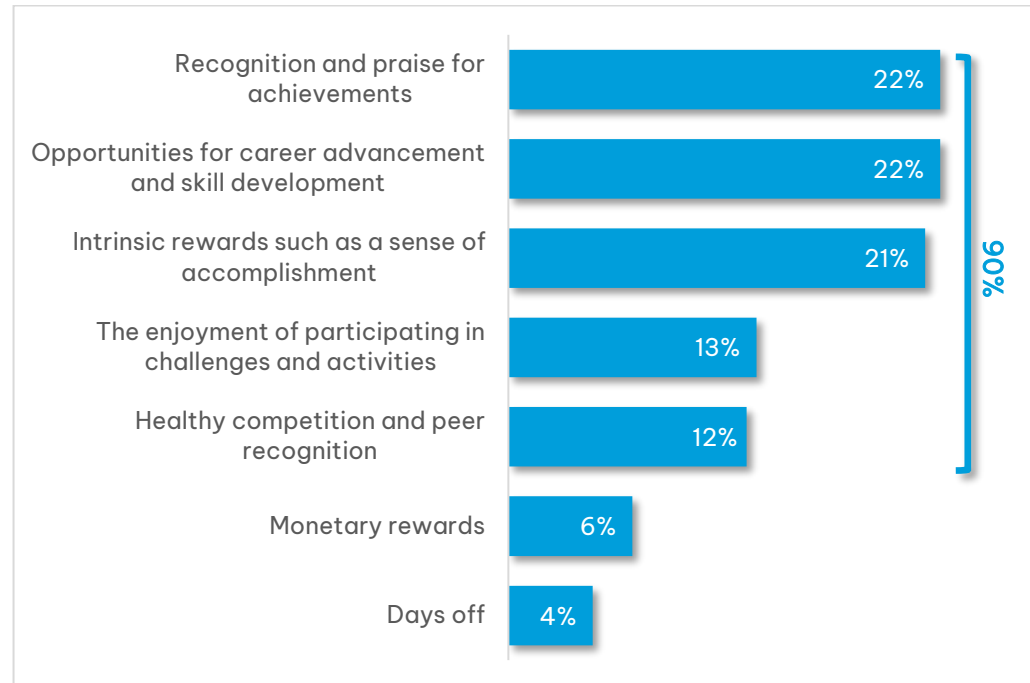 Recognition and praise for
achievements
22%
Opportunities for career advancement
and skill development
22%
Intrinsic rewards such as a sense of
accomplishment
21%
The enjoyment of participating in
challenges and activities
13%
Healthy competition and peer
recognition
12%
90%
Monetary rewards
6%
Days off
4%